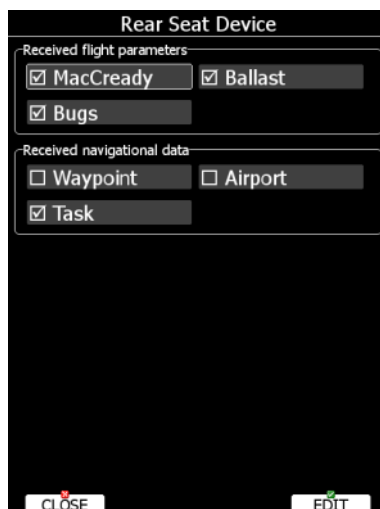 Rear Seat Device
Received flight parameters
MacCready Ballast
Bugs
Received navigational data
Waypoint Airport
Task
CLOSE EDIT